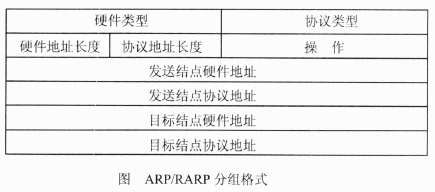 硬件类型 协议类型
硬件地址长度 协议地址长度 操 作
发送结点硬件地址
发送结点协议地址
目标结点硬件地址
目标结点协议地址
图 ARP/RARP 分组格式